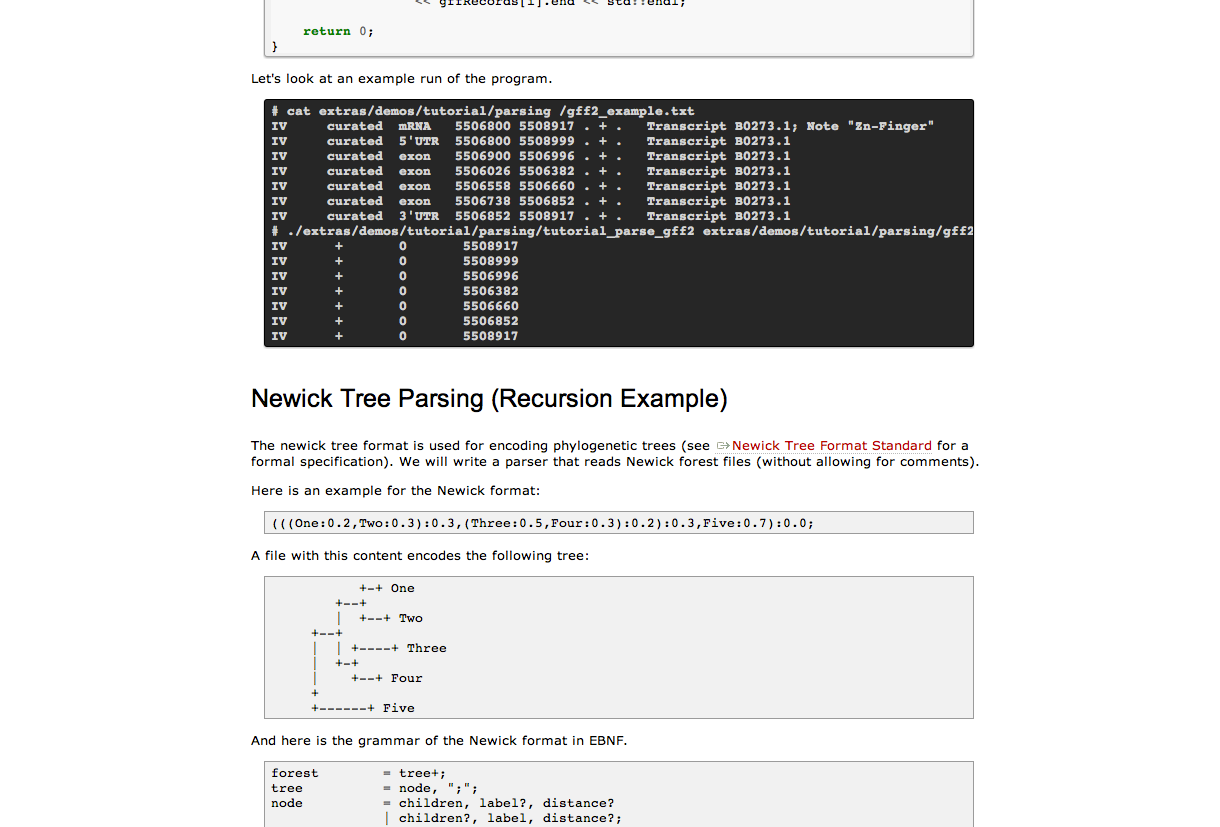 << gffRecords[i].end << std::endl;
return 0;
}
Let's look at an example run of the program.
# cat extras/demos/tutorial/parsing /gff2_example.txt
IV     curated  mRNA   5506800 5508917 . + .   Transcript B0273.1; Note "Zn-Finger"
IV     curated  5'UTR  5506800 5508999 . + .   Transcript B0273.1
IV     curated  exon   5506900 5506996 . + .   Transcript B0273.1
IV     curated  exon   5506026 5506382 . + .   Transcript B0273.1
IV     curated  exon   5506558 5506660 . + .   Transcript B0273.1
IV     curated  exon   5506738 5506852 . + .   Transcript B0273.1
IV     curated  3'UTR  5506852 5508917 . + .   Transcript B0273.1
# ./extras/demos/tutorial/parsing/tutorial_parse_gff2 extras/demos/tutorial/parsing/gff2
IV      +       0       5508917
IV      +       0       5508999
IV      +       0       5506996
IV      +       0       5506382
IV      +       0       5506660
IV      +       0       5506852
IV      +       0       5508917
Newick Tree Parsing (Recursion Example)
The newick tree format is used for encoding phylogenetic trees (see Newick Tree Format Standard for a
formal specification). We will write a parser that reads Newick forest files (without allowing for comments).
Here is an example for the Newick format:
(((One:0.2,Two:0.3):0.3,(Three:0.5,Four:0.3):0.2):0.3,Five:0.7):0.0;
A file with this content encodes the following tree:
           +-+ One
        +--+
        |  +--+ Two
     +--+
     |  | +----+ Three
     |  +-+
     |    +--+ Four
     +
     +------+ Five
And here is the grammar of the Newick format in EBNF.
forest        = tree+;
tree          = node, ";";
node          = children, label?, distance?
              | children?, label, distance?;